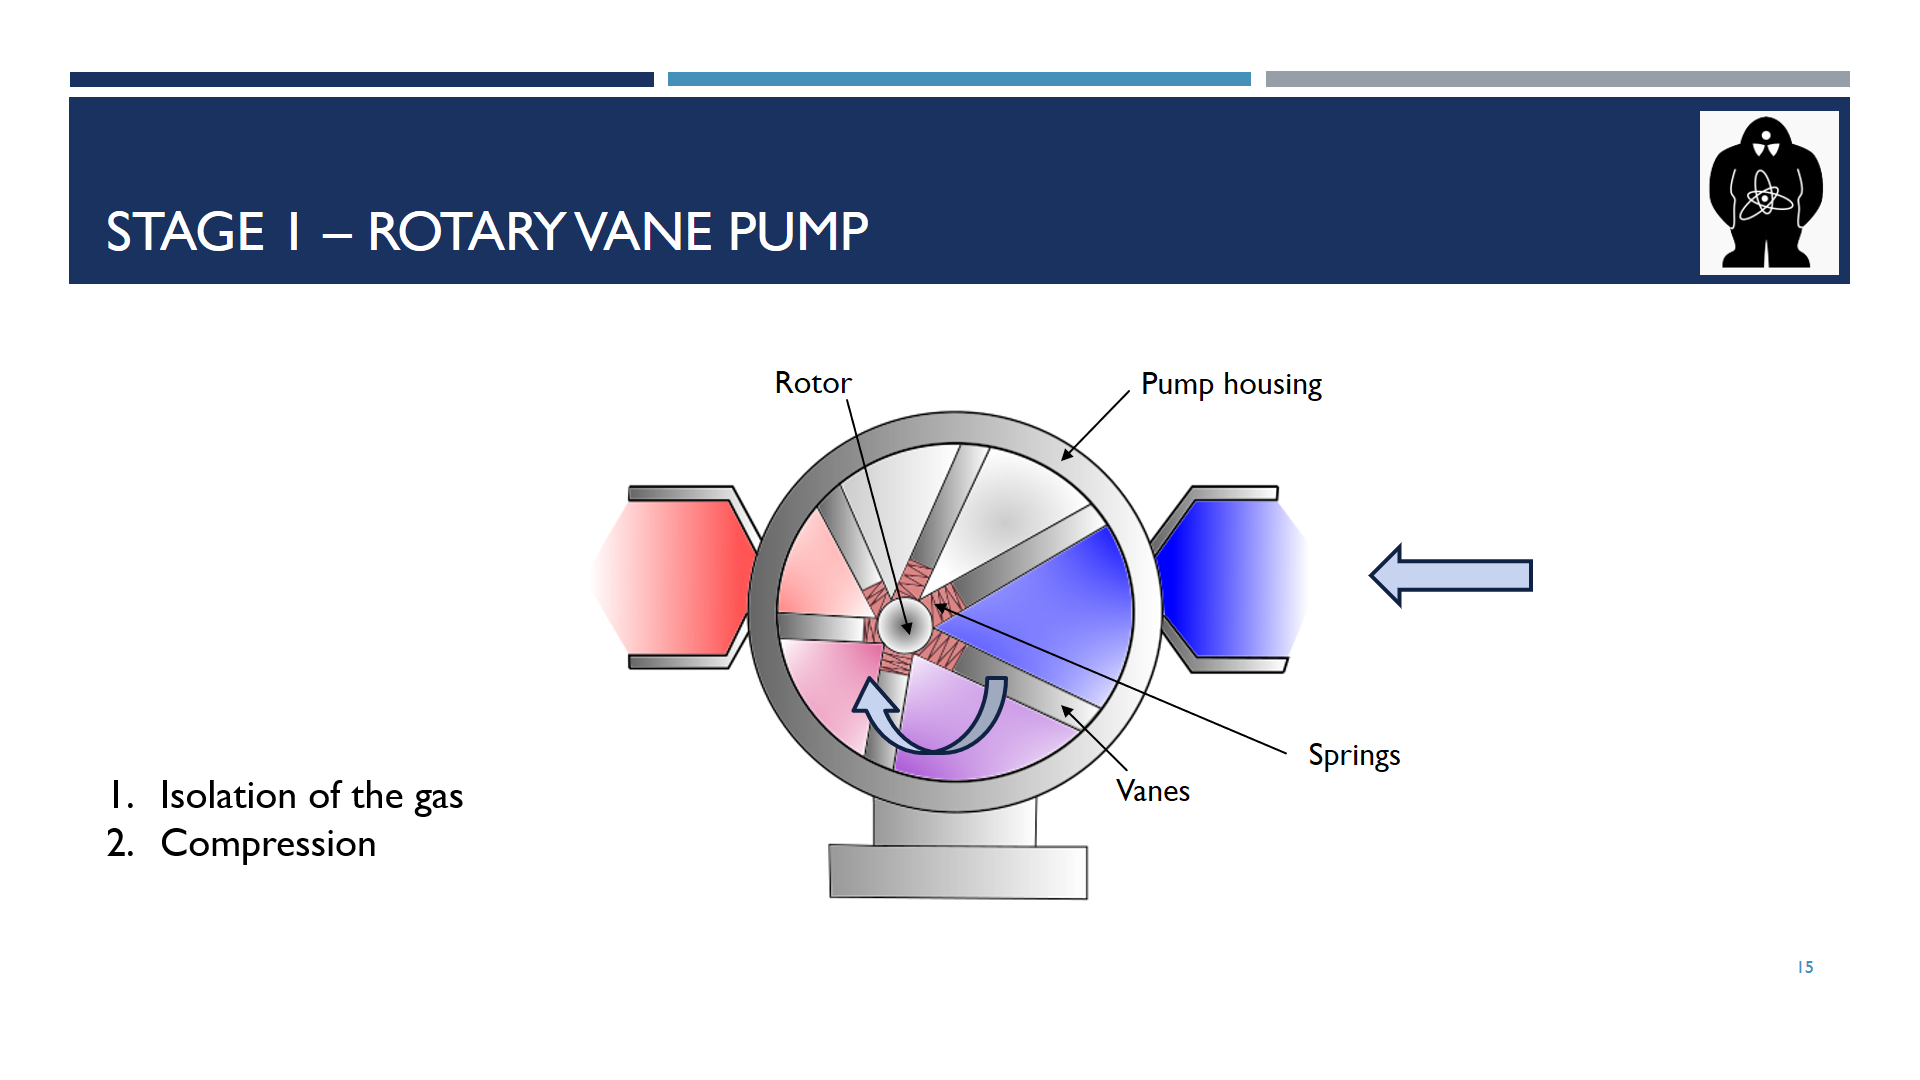 STAGE 1 – ROTARY VANE PUMP
Rotor
Pump housing
Springs
Vanes
1. Isolation of the gas
2. Compression
15